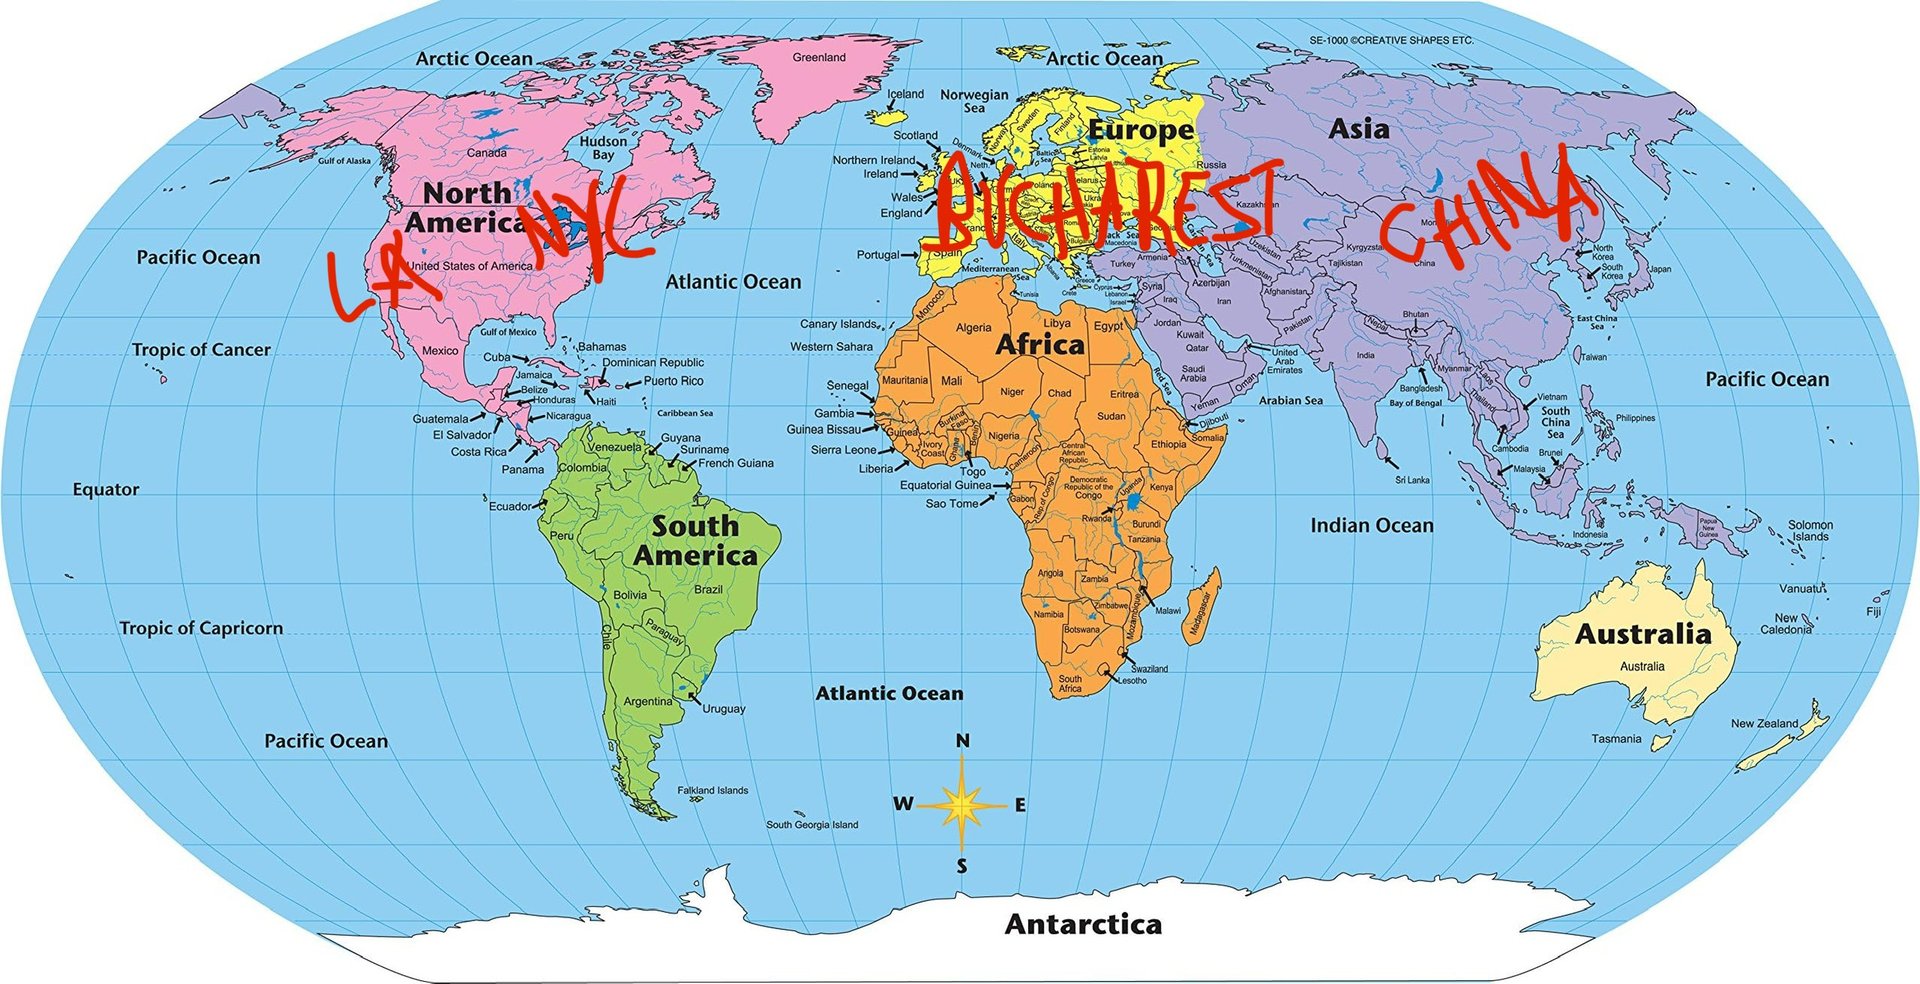 SE-1000 ©CREATIVE SHAPES ETC.
Arctic Ocean
Greenland
Arctic Ocean
Iceland
Norwegian
Sea
Norway
Sweden
Finland
Europe
Asia
Scotland
Denmark
Baltic
Sea
Estonia
Latvia
Hudson
Bay
Gulf of Alaska
Canada
Northern Ireland
Ireland
Neth.
Russia
North
America
Wales
England
UK
BUCHAREST
CHINA
LA
NYC
Kazakhstan
Pacific Ocean
United States of America
Atlantic Ocean
Portugal
Spain
Italy
Mediterranean
Sea
Macedonia
Armenia
Turkey
Uzbekistan
Turkmenistan
Kyrgyzstan
Tajikistan
China
North
Korea
South
Korea
Japan
Greece
Crete
Cyprus
Lebanon
Israel
Syria
Iraq
Azerbijan
Iran
Afghanistan
Tunisia
Morocco
Algeria
Libya
Egypt
Jordan
Kuwait
Qatar
Pakistan
Nepal
Bhutan
East China
Sea
Canary Islands
Western Sahara
Africa
Gulf of Mexico
Tropic of Cancer
Mexico
Cuba
Bahamas
Dominican Republic
Jamaica
Puerto Rico
Belize
Honduras
Haiti
Nicaragua
Caribbean Sea
Guatemala
El Salvador
Costa Rica
Panama
Mauritania
Mali
Niger
Chad
Eritrea
Sudan
Red Sea
Saudi
Arabia
Oman
Yemen
United
Arab
Emirates
Arabian Sea
India
Bangladesh
Bay of Bengal
Myanmar
Laos
Thailand
Vietnam
Taiwan
Pacific Ocean
South
China
Sea
Philippines
Senegal
Gambia
Guinea Bissau
Sierra Leone
Liberia
Guinea
Ivory
Coast
Burkina
Faso
Ghana
Benin
Togo
Nigeria
Cameroon
Central
African
Republic
Ethiopia
Djibouti
Somalia
Sri Lanka
Cambodia
Malaysia
Brunei
Venezuela
Colombia
Guyana
Suriname
French Guiana
Equator
Ecuador
Equatorial Guinea
Sao Tome
Gabon
Rep of Congo
Democratic
Republic of the
Congo
Uganda
Kenya
Rwanda
Burundi
Tanzania
Indian Ocean
Indonesia
Papua
New
Guinea
Solomon
Islands
South
America
Peru
Brazil
Bolivia
Angola
Zambia
Malawi
Zimbabwe
Mozambique
Madagascar
Namibia
Botswana
Vanuatu
Fiji
New
Caledonia
Tropic of Capricorn
Paraguay
Chile
Australia
Australia
Swaziland
Lesotho
South
Africa
Argentina
Uruguay
Atlantic Ocean
Pacific Ocean
New Zealand
Tasmania
Falkland Islands
South Georgia Island
N
W
E
S
Antarctica